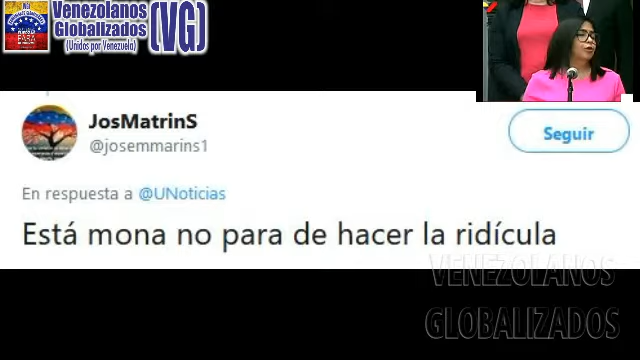 Venezolanos
Globalizados
(Unidos por Venezuela)
(VG)
JosMatrinS
@josemmarins1
Seguir
En respuesta a @UNoticias
Está mona no para de hacer la ridícula
VENEZOLANOS
GLOBALIZADOS